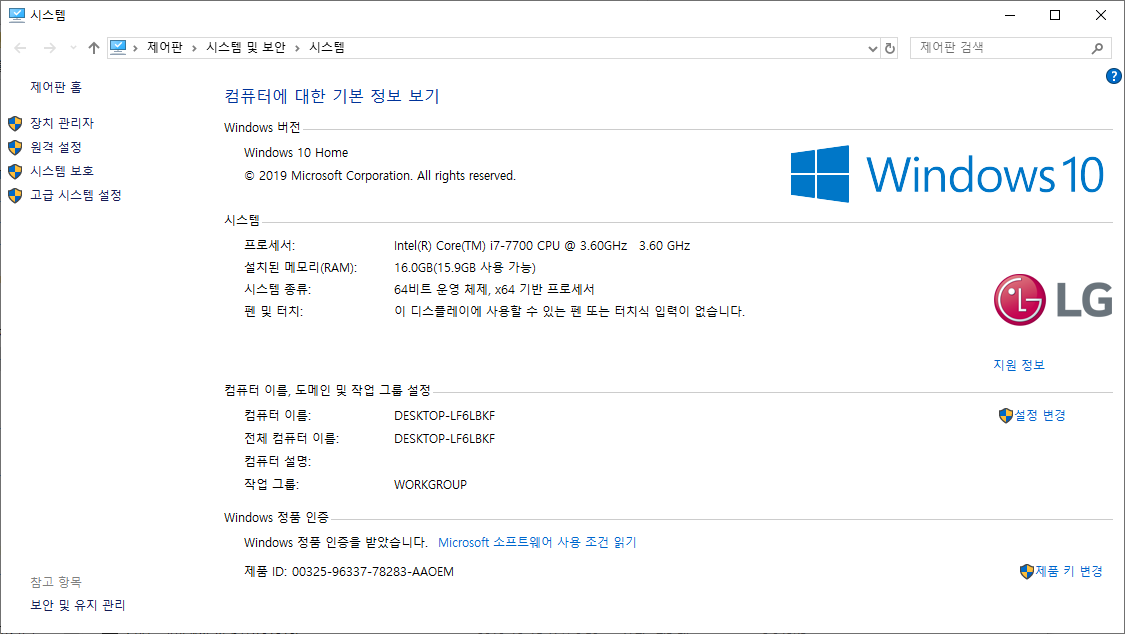 시스템
제어판 › 시스템 및 보안 › 시스템
제어판 검색
?
제어판 홈
장치 관리자
원격 설정
시스템 보호
고급 시스템 설정
컴퓨터에 대한 기본 정보 보기
Windows 버전
Windows 10 Home
© 2019 Microsoft Corporation. All rights reserved.
Windows 10
시스템
프로세서: Intel(R) Core(TM) i7-7700 CPU @ 3.60GHz 3.60 GHz
설치된 메모리(RAM): 16.0GB(15.9GB 사용 가능)
시스템 종류: 64비트 운영 체제, x64 기반 프로세서
펜 및 터치: 이 디스플레이에 사용할 수 있는 펜 또는 터치식 입력이 없습니다.
LG
지원 정보
컴퓨터 이름, 도메인 및 작업 그룹 설정
컴퓨터 이름: DESKTOP-LF6LBKF 설정 변경
전체 컴퓨터 이름: DESKTOP-LF6LBKF
컴퓨터 설명:
작업 그룹: WORKGROUP
Windows 정품 인증
Windows 정품 인증을 받았습니다. Microsoft 소프트웨어 사용 조건 읽기
제품 ID: 00325-96337-78283-AAOEM 제품 키 변경
참고 항목
보안 및 유지 관리